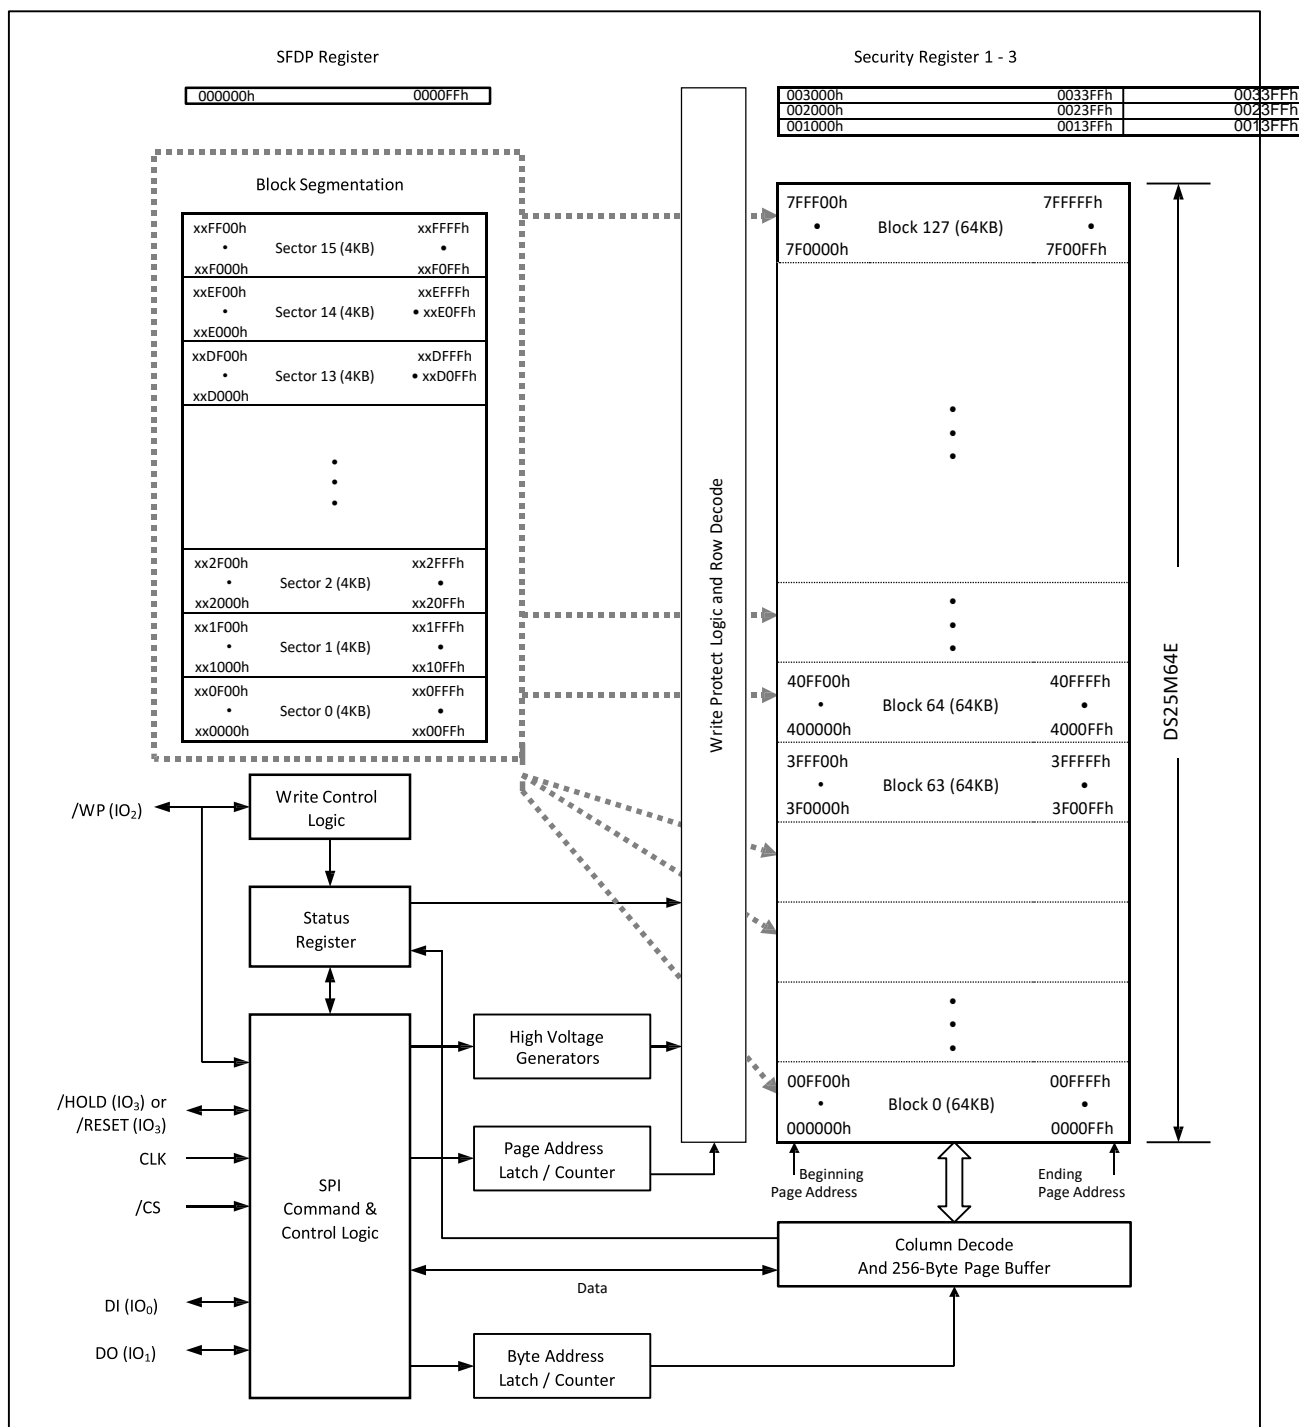 SFDP Register
000000h 0000FFh
Security Register 1 - 3
003000h 0033FFh 0033FFh
002000h 0023FFh 0023FFh
001000h 0013FFh 0013FFh
Block Segmentation
xxFF00h xxFFFFh
• Sector 15 (4KB) •
xxF000h xxF0FFh
xxEF00h xxEFFFh
• Sector 14 (4KB) • xxE0FFh
xxE000h
xxDF00h xxDFFFh
• Sector 13 (4KB) • xxD0FFh
xxD000h
xx2F00h xx2FFFh
• Sector 2 (4KB) •
xx2000h xx20FFh
xx1F00h xx1FFFh
• Sector 1 (4KB) •
xx1000h xx10FFh
xx0F00h xx0FFFh
• Sector 0 (4KB) •
xx0000h xx00FFh
Write Protect Logic and Row Decode
7FFF00h 7FFFFFh
• Block 127 (64KB) •
7F0000h 7F00FFh
40FF00h 40FFFFh
• Block 64 (64KB) •
400000h 4000FFh
3FFF00h 3FFFFFh
• Block 63 (64KB) •
3F0000h 3F00FFh
00FF00h 00FFFFh
• Block 0 (64KB) •
000000h 0000FFh
DS25M64E
Beginning
Page Address
Ending
Page Address
/WP (IO₂)
Write Control
Logic
Status
Register
High Voltage
Generators
/HOLD (IO₃) or
/RESET (IO₃)
CLK
/CS
DI (IO₀)
DO (IO₁)
SPI
Command &
Control Logic
Page Address
Latch / Counter
Column Decode
And 256-Byte Page Buffer
Data
Byte Address
Latch / Counter